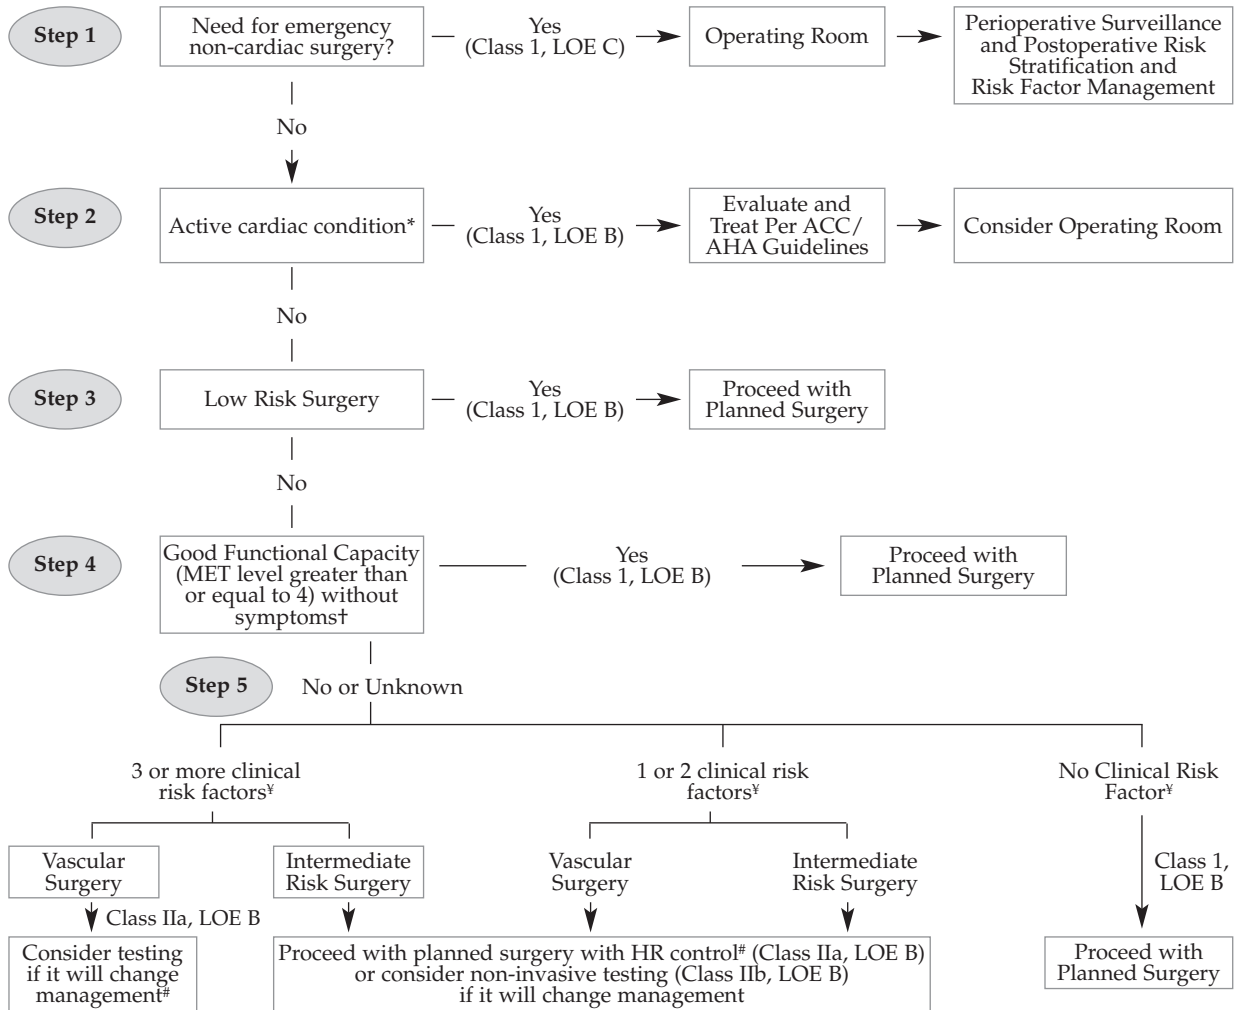 Step 1
Need for emergency
non-cardiac surgery?
Yes
(Class 1, LOE C)
Operating Room
Perioperative Surveillance
and Postoperative Risk
Stratification and
Risk Factor Management
No
Step 2
Active cardiac condition*
Yes
(Class 1, LOE B)
Evaluate and
Treat Per ACC/
AHA Guidelines
Consider Operating Room
No
Step 3
Low Risk Surgery
Yes
(Class 1, LOE B)
Proceed with
Planned Surgery
No
Step 4
Good Functional Capacity
(MET level greater than
or equal to 4) without
symptoms†
Yes
(Class 1, LOE B)
Proceed with
Planned Surgery
Step 5
No or Unknown
3 or more clinical
risk factors¥
1 or 2 clinical risk
factors¥
No Clinical Risk
Factor¥
Vascular
Surgery
Intermediate
Risk Surgery
Vascular
Surgery
Intermediate
Risk Surgery
Class 1,
LOE B
Class IIa, LOE B
Consider testing
if it will change
management#
Proceed with planned surgery with HR control# (Class IIa, LOE B)
or consider non-invasive testing (Class IIb, LOE B)
if it will change management
Proceed with
Planned Surgery